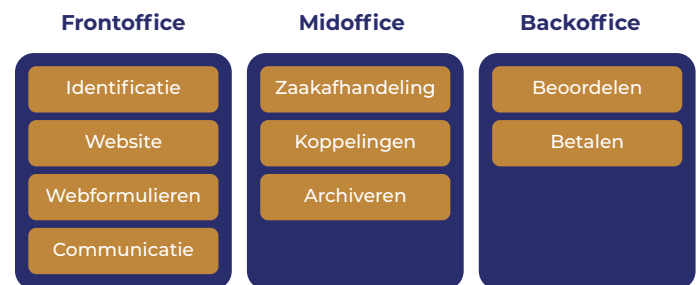 Frontoffice
Identificatie
Website
Webformulieren
Communicatie
Midoffice
Zaakafhandeling
Koppelingen
Archiveren
Backoffice
Beoordelen
Betalen